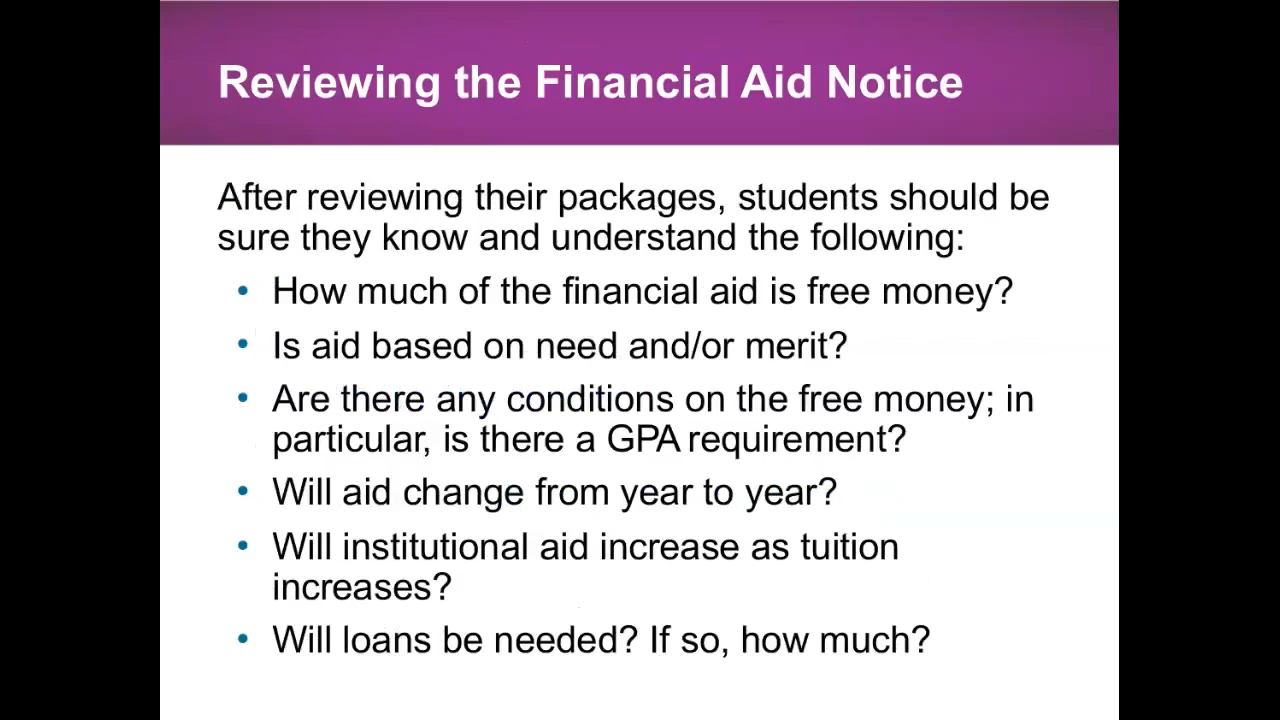 Reviewing the Financial Aid Notice
After reviewing their packages, students should be
sure they know and understand the following:
• How much of the financial aid is free money?
• Is aid based on need and/or merit?
• Are there any conditions on the free money; in
particular, is there a GPA requirement?
• Will aid change from year to year?
• Will institutional aid increase as tuition
increases?
• Will loans be needed? If so, how much?